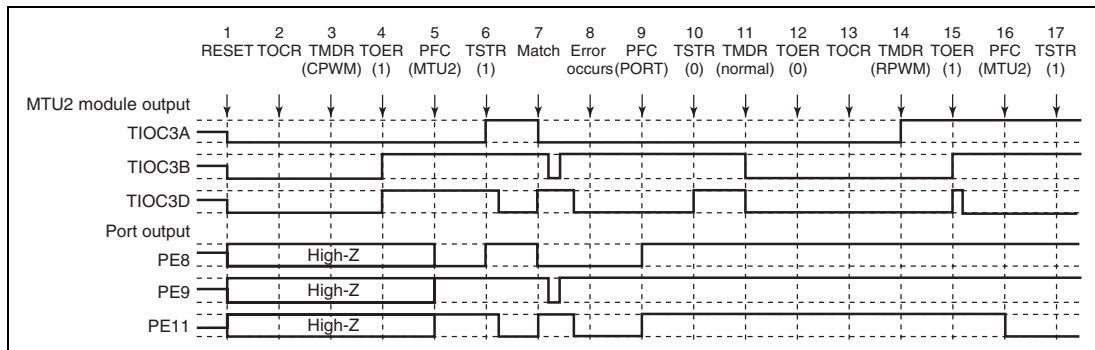 1 2 3 4 5 6 7 8 9 10 11 12 13 14 15 16 17
RESET TOCR TMDR TOER PFC TSTR Match Error PFC TSTR TMDR TOER TOCR TMDR TOER PFC TSTR
(CPWM) (1) (MTU2) (1) occurs (PORT) (0) (normal) (0) (RPWM) (1) (MTU2) (1)
MTU2 module output
TIOC3A
TIOC3B
TIOC3D
Port output
PE8 High-Z
PE9 High-Z
PE11 High-Z